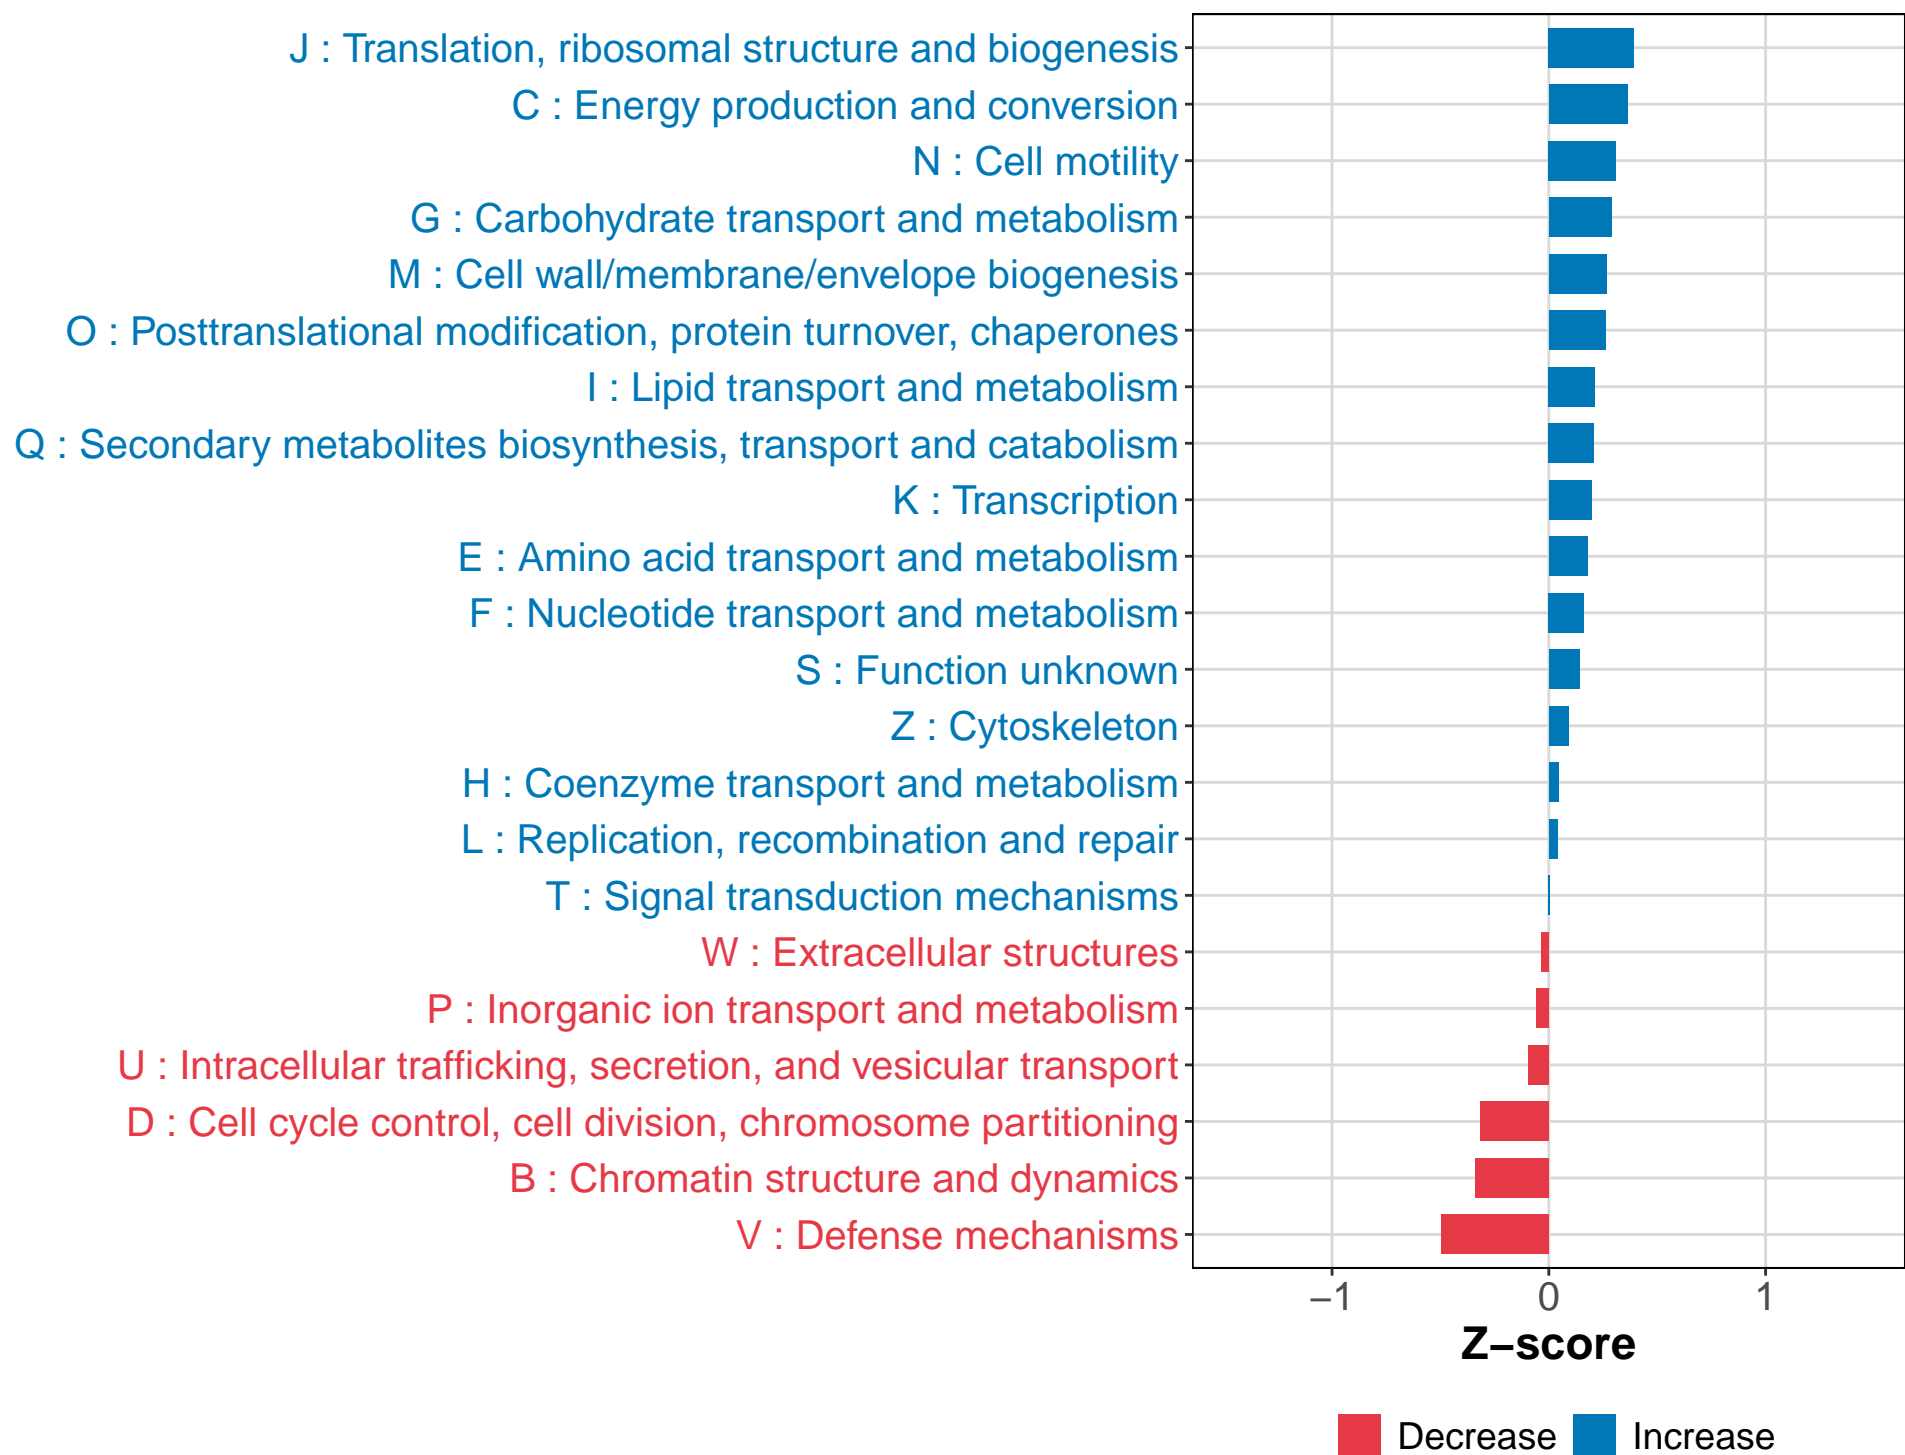 J : Translation, ribosomal structure and biogenesis
C : Energy production and conversion
N : Cell motility
G : Carbohydrate transport and metabolism
M : Cell wall/membrane/envelope biogenesis
O : Posttranslational modification, protein turnover, chaperones
I : Lipid transport and metabolism
Q : Secondary metabolites biosynthesis, transport and catabolism
K : Transcription
E : Amino acid transport and metabolism
F : Nucleotide transport and metabolism
S : Function unknown
Z : Cytoskeleton
H : Coenzyme transport and metabolism
L : Replication, recombination and repair
T : Signal transduction mechanisms
W : Extracellular structures
P : Inorganic ion transport and metabolism
U : Intracellular trafficking, secretion, and vesicular transport
D : Cell cycle control, cell division, chromosome partitioning
B : Chromatin structure and dynamics
V : Defense mechanisms
−1 0 1
Z−score
Decrease Increase